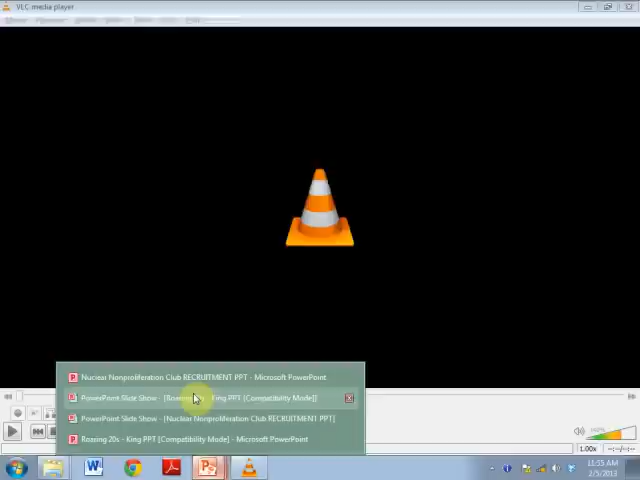 VLC media player
Nuclear Nonproliferation Club RECRUITMENT PPT - Microsoft PowerPoint
PowerPoint Slide Show - [Roaring 20s - King PPT [Compatibility Mode]]
PowerPoint Slide Show - [Nuclear Nonproliferation Club RECRUITMENT PPT]
Roaring 20s - King PPT [Compatibility Mode] - Microsoft PowerPoint
1.00x --:--/--:--
11:35 AM
2/5/2013